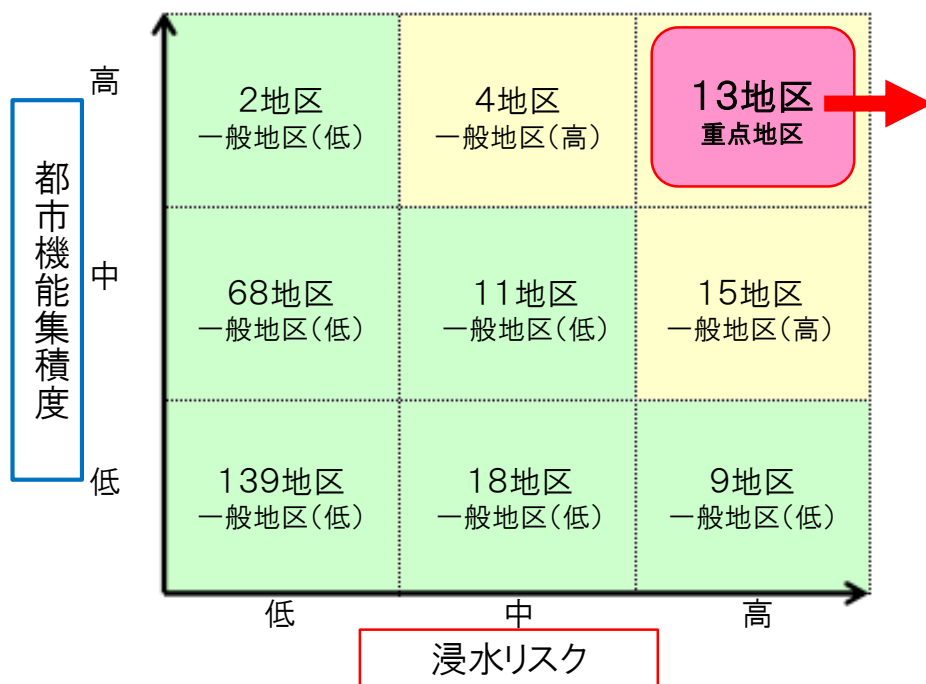 都市機能集積度
高
2地区
一般地区(低)
4地区
一般地区(高)
13地区
重点地区
中
68地区
一般地区(低)
11地区
一般地区(低)
15地区
一般地区(高)
低
139地区
一般地区(低)
18地区
一般地区(低)
9地区
一般地区(低)
低
中
高
浸水リスク